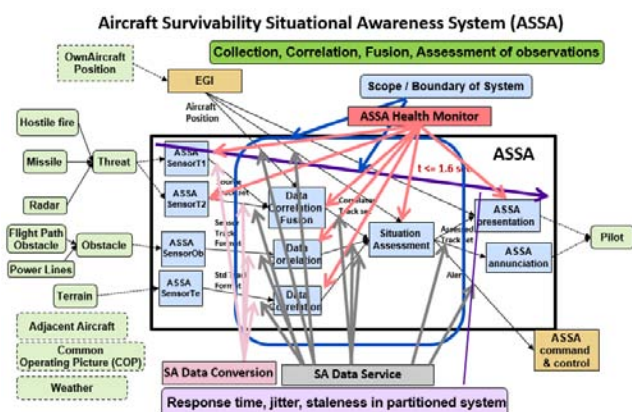 Aircraft Survivability Situational Awareness System (ASSA)
OwnAircraft
Position
Collection, Correlation, Fusion, Assessment of observations
EGI
Scope / Boundary of System
Aircraft
Position
ASSA Health Monitor
Hostile fire
Missile
Radar
Threat
ASSA
SensorT1
ASSA
SensorT2
ASSA
t <= 1.6 sec
Data
Correlation
Fusion
Sensor
Track
Format
Flight Path
Obstacle
Power Lines
Obstacle
ASSA
SensorOb
Data
Correlation
Situation
Assessment
Track set
ASSA
presentation
ASSA
annunciation
Pilot
Terrain
ASSA
SensorTe
Std Track
Format
Data
Correlation
Adjacent Aircraft
Common
Operating Picture (COP)
Weather
ASSA
command
& control
SA Data Conversion
SA Data Service
Response time, jitter, staleness in partitioned system